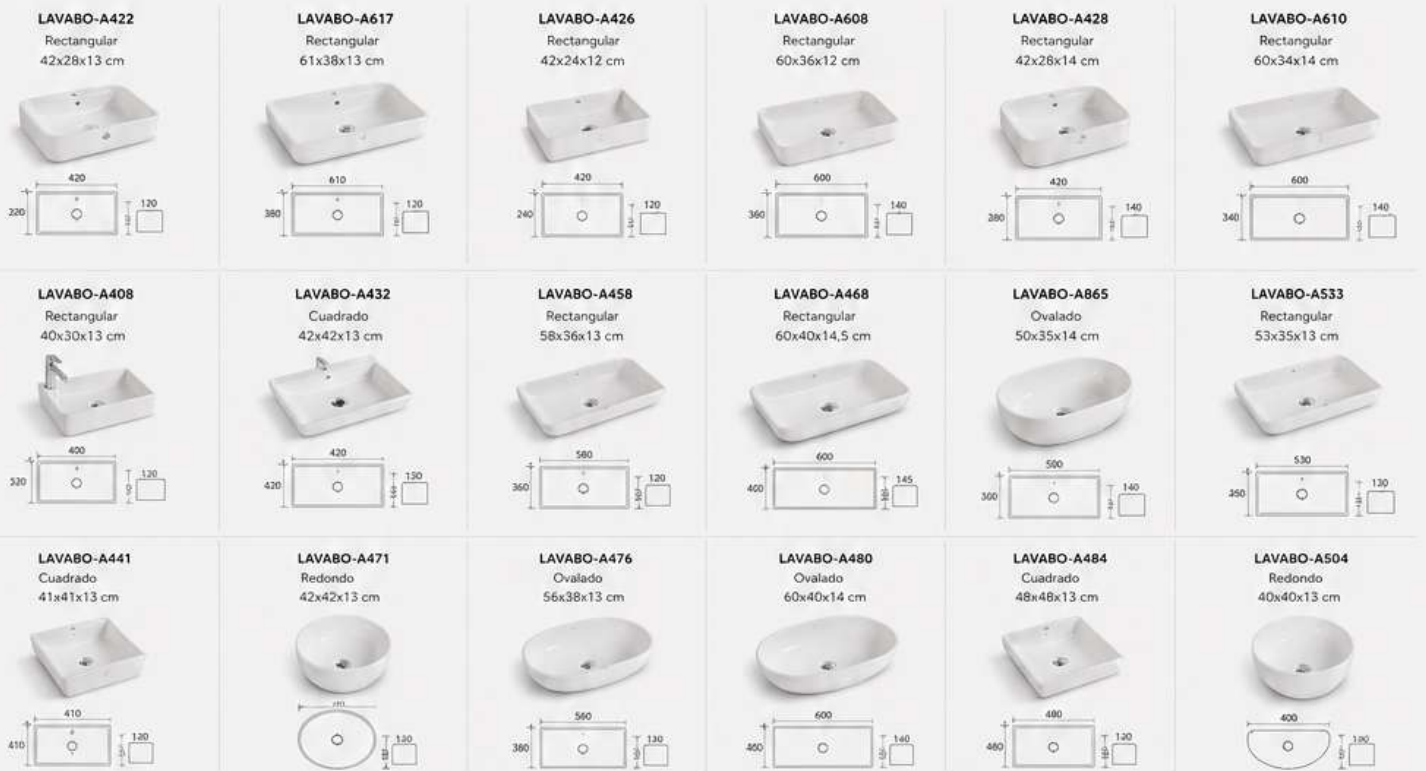 LAVABO-A422
Rectangular
42x28x13 cm
420
220
120
LAVABO-A617
Rectangular
61x38x13 cm
610
380
120
LAVABO-A426
Rectangular
42x24x12 cm
420
240
120
LAVABO-A608
Rectangular
60x36x12 cm
600
360
140
LAVABO-A428
Rectangular
42x28x14 cm
420
280
140
LAVABO-A610
Rectangular
60x34x14 cm
600
340
140
LAVABO-A408
Rectangular
40x30x13 cm
400
320
120
LAVABO-A432
Cuadrado
42x42x13 cm
420
420
130
LAVABO-A458
Rectangular
58x36x13 cm
580
360
120
LAVABO-A468
Rectangular
60x40x14,5 cm
600
400
145
LAVABO-A865
Ovalado
50x35x14 cm
500
300
140
LAVABO-A533
Rectangular
53x35x13 cm
530
350
130
LAVABO-A441
Cuadrado
41x41x13 cm
410
410
120
LAVABO-A471
Redondo
42x42x13 cm
120
LAVABO-A476
Ovalado
56x38x13 cm
560
380
130
LAVABO-A480
Ovalado
60x40x14 cm
600
460
140
LAVABO-A484
Cuadrado
48x48x13 cm
480
460
120
LAVABO-A504
Redondo
40x40x13 cm
400